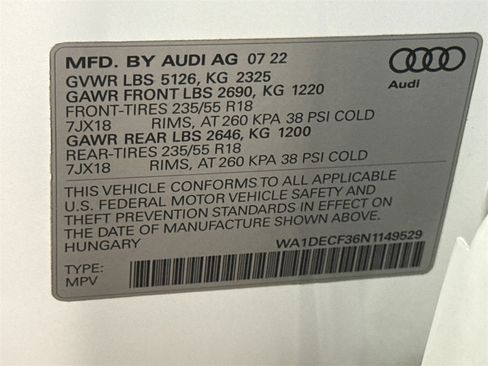 MFD. BY AUDI AG 07 22
GVWR LBS 5126, KG 2325
GAWR FRONT LBS 2690, KG 1220
FRONT-TIRES 235/55 R18
7JX18 RIMS, AT 260 KPA 38 PSI COLD
GAWR REAR LBS 2646, KG 1200
REAR-TIRES 235/55 R18
7JX18 RIMS, AT 260 KPA 38 PSI COLD
Audi
THIS VEHICLE CONFORMS TO ALL APPLICABLE
U.S. FEDERAL MOTOR VEHICLE SAFETY AND
THEFT PREVENTION STANDARDS IN EFFECT ON
THE DATE OF MANUFACTURE SHOWN ABOVE.
HUNGARY WA1DECF36N1149529
TYPE:
MPV